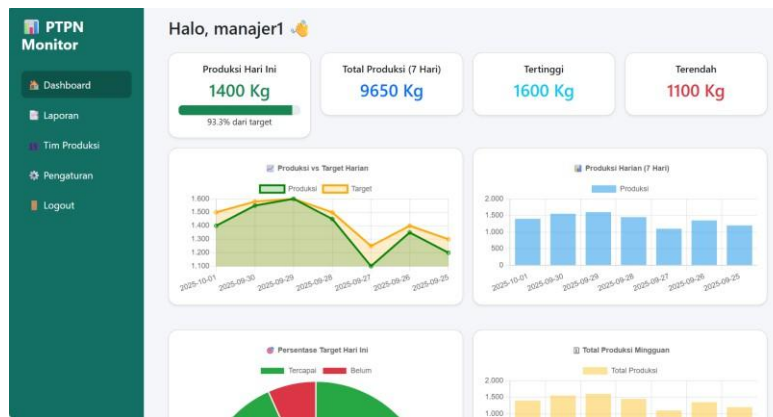 PTPN
Monitor
Dashboard
Laporan
Tim Produksi
Pengaturan
Logout
Halo, manajer1
Produksi Hari Ini
1400 Kg
93.3% dari target
Total Produksi (7 Hari)
9650 Kg
Tertinggi
1600 Kg
Terendah
1100 Kg
Produksi vs Target Harian
Produksi Target
1.600
1.500
1.400
1.300
1.200
1.100
2025-10-01 2025-09-30 2025-09-29 2025-09-28 2025-09-27 2025-09-26 2025-09-25
Produksi Harian (7 Hari)
Produksi
2.000
1.500
1.000
500
0
2025-10-01 2025-09-30 2025-09-29 2025-09-28 2025-09-27 2025-09-26 2025-09-25
Persentase Target Hari Ini
Tercapai Belum
Total Produksi Mingguan
Total Produksi
2.000
1.500
1.000